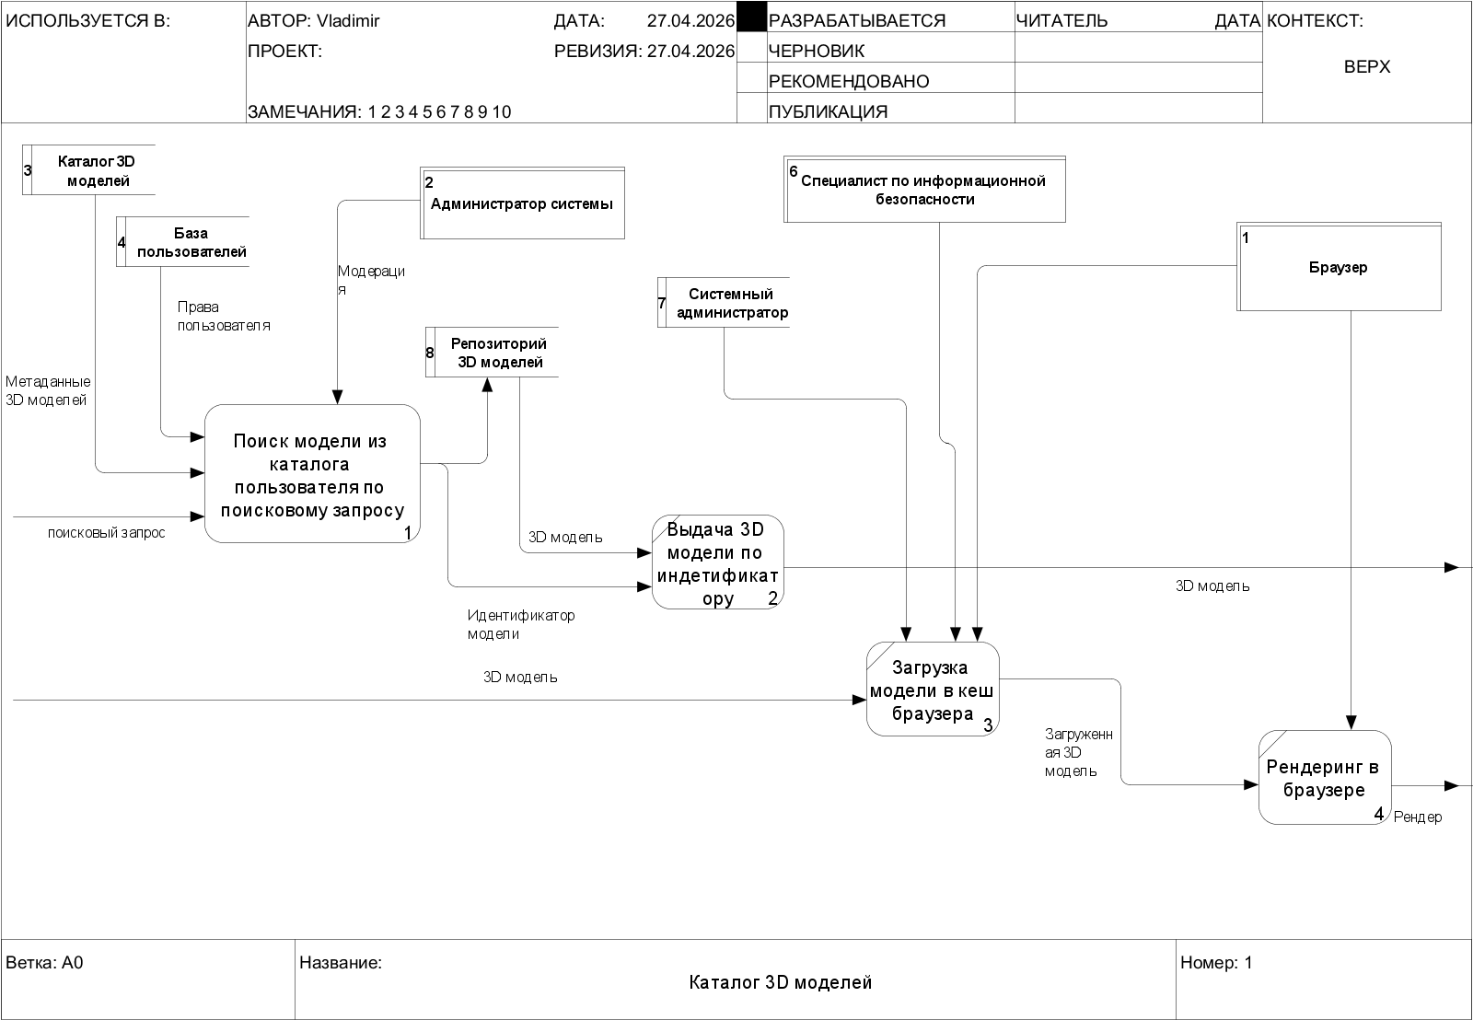 ИСПОЛЬЗУЕТСЯ В:
АВТОР: Vladimir
ДАТА: 27.04.2026
РАЗРАБАТЫВАЕТСЯ
ЧИТАТЕЛЬ
ДАТА
КОНТЕКСТ:
ПРОЕКТ:
РЕВИЗИЯ: 27.04.2026
ЧЕРНОВИК
ВЕРХ
РЕКОМЕНДОВАНО
ЗАМЕЧАНИЯ: 1 2 3 4 5 6 7 8 9 10
ПУБЛИКАЦИЯ
3
Каталог 3D
моделей
2
Администратор системы
6
Специалист по информационной
безопасности
4
База
пользователей
1
Браузер
Модераци
я
Права
пользователя
7
Системный
администратор
8
Репозиторий
3D моделей
Метаданные
3D моделей
Поиск модели из
каталога
пользователя по
поисковому запросу
1
поисковый запрос
3D модель
Выдача 3D
модели по
индетификат
ору
2
3D модель
Идентификатор
модели
3D модель
Загрузка
модели в кеш
браузера
3
Загруженн
ая 3D
модель
Рендеринг в
браузере
4
Рендер
Ветка: A0
Название:
Каталог 3D моделей
Номер: 1